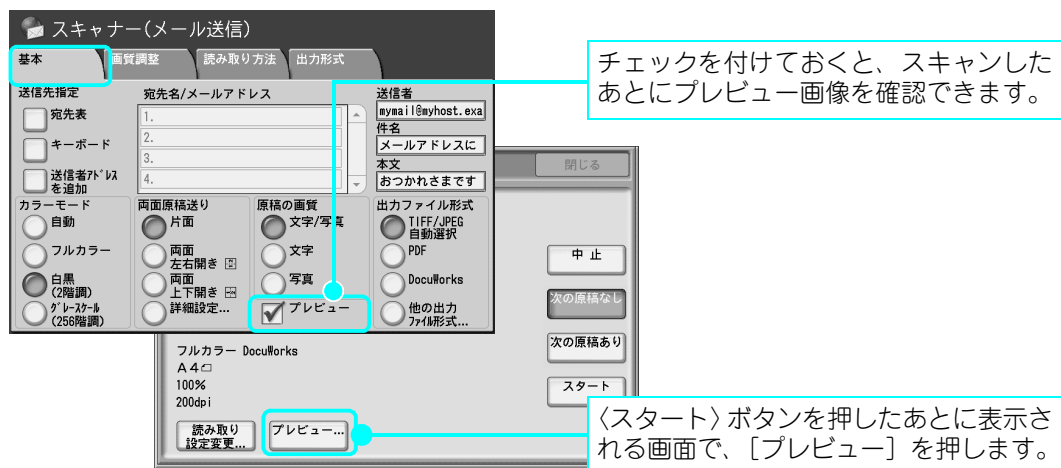 スキャナー(メール送信)
基本
画質調整
読み取り方法
出力形式
送信先指定
宛先表
キーボード
送信者ｱﾄﾞﾚｽ
を追加
宛先名/メールアドレス
1.
2.
3.
4.
送信者
mymail@myhost.exa
件名
メールアドレスに
本文
おつかれさまです
カラーモード
自動
フルカラー
白黒
(2階調)
ｸﾞﾚｰｽｹｰﾙ
(256階調)
両面原稿送り
片面
両面
左右開き
両面
上下開き
詳細設定...
原稿の画質
文字/写真
文字
写真
プレビュー
出力ファイル形式
TIFF/JPEG
自動選択
PDF
DocuWorks
他の出力
ﾌｧｲﾙ形式...
チェックを付けておくと、スキャンした
あとにプレビュー画像を確認できます。
閉じる
中 止
次の原稿なし
次の原稿あり
スタート
フルカラー DocuWorks
A4
100%
200dpi
読み取り
設定変更...
プレビュー...
〈スタート〉ボタンを押したあとに表示さ
れる画面で、［プレビュー］を押します。